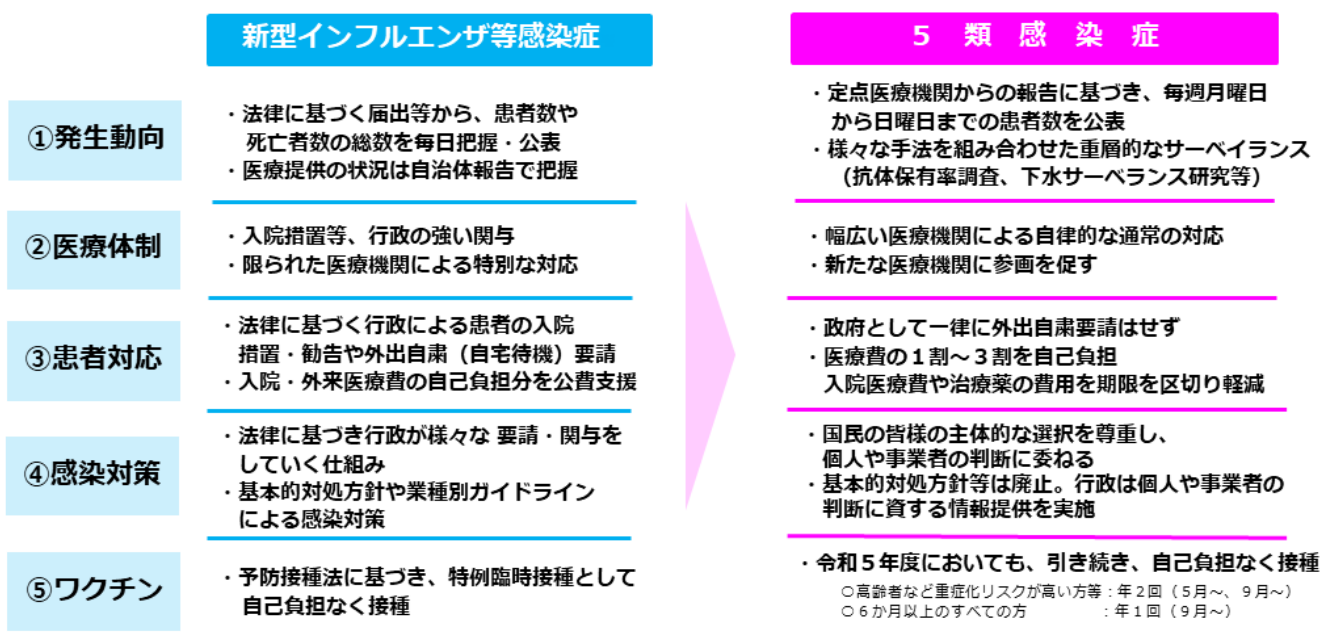 新型インフルエンザ等感染症
5 類 感 染 症
①発生動向
・法律に基づく届出等から、患者数や
死亡者数の総数を毎日把握・公表
・医療提供の状況は自治体報告で把握
・定点医療機関からの報告に基づき、毎週月曜日
から日曜日までの患者数を公表
・様々な手法を組み合わせた重層的なサーベイランス
（抗体保有率調査、下水サーベランス研究等）
②医療体制
・入院措置等、行政の強い関与
・限られた医療機関による特別な対応
・幅広い医療機関による自律的な通常の対応
・新たな医療機関に参画を促す
③患者対応
・法律に基づく行政による患者の入院
措置・勧告や外出自粛（自宅待機）要請
・入院・外来医療費の自己負担分を公費支援
・政府として一律に外出自粛要請はせず
・医療費の１割～３割を自己負担
入院医療費や治療薬の費用を期限を区切り軽減
④感染対策
・法律に基づき行政が様々な 要請・関与を
していく仕組み
・基本的対処方針や業種別ガイドライン
による感染対策
・国民の皆様の主体的な選択を尊重し、
個人や事業者の判断に委ねる
・基本的対処方針等は廃止。行政は個人や事業者の
判断に資する情報提供を実施
⑤ワクチン
・予防接種法に基づき、特例臨時接種として
自己負担なく接種
・令和５年度においても、引き続き、自己負担なく接種
○高齢者など重症化リスクが高い方等：年２回（５月～、９月～）
○６か月以上のすべての方　　　　　：年１回（９月～）